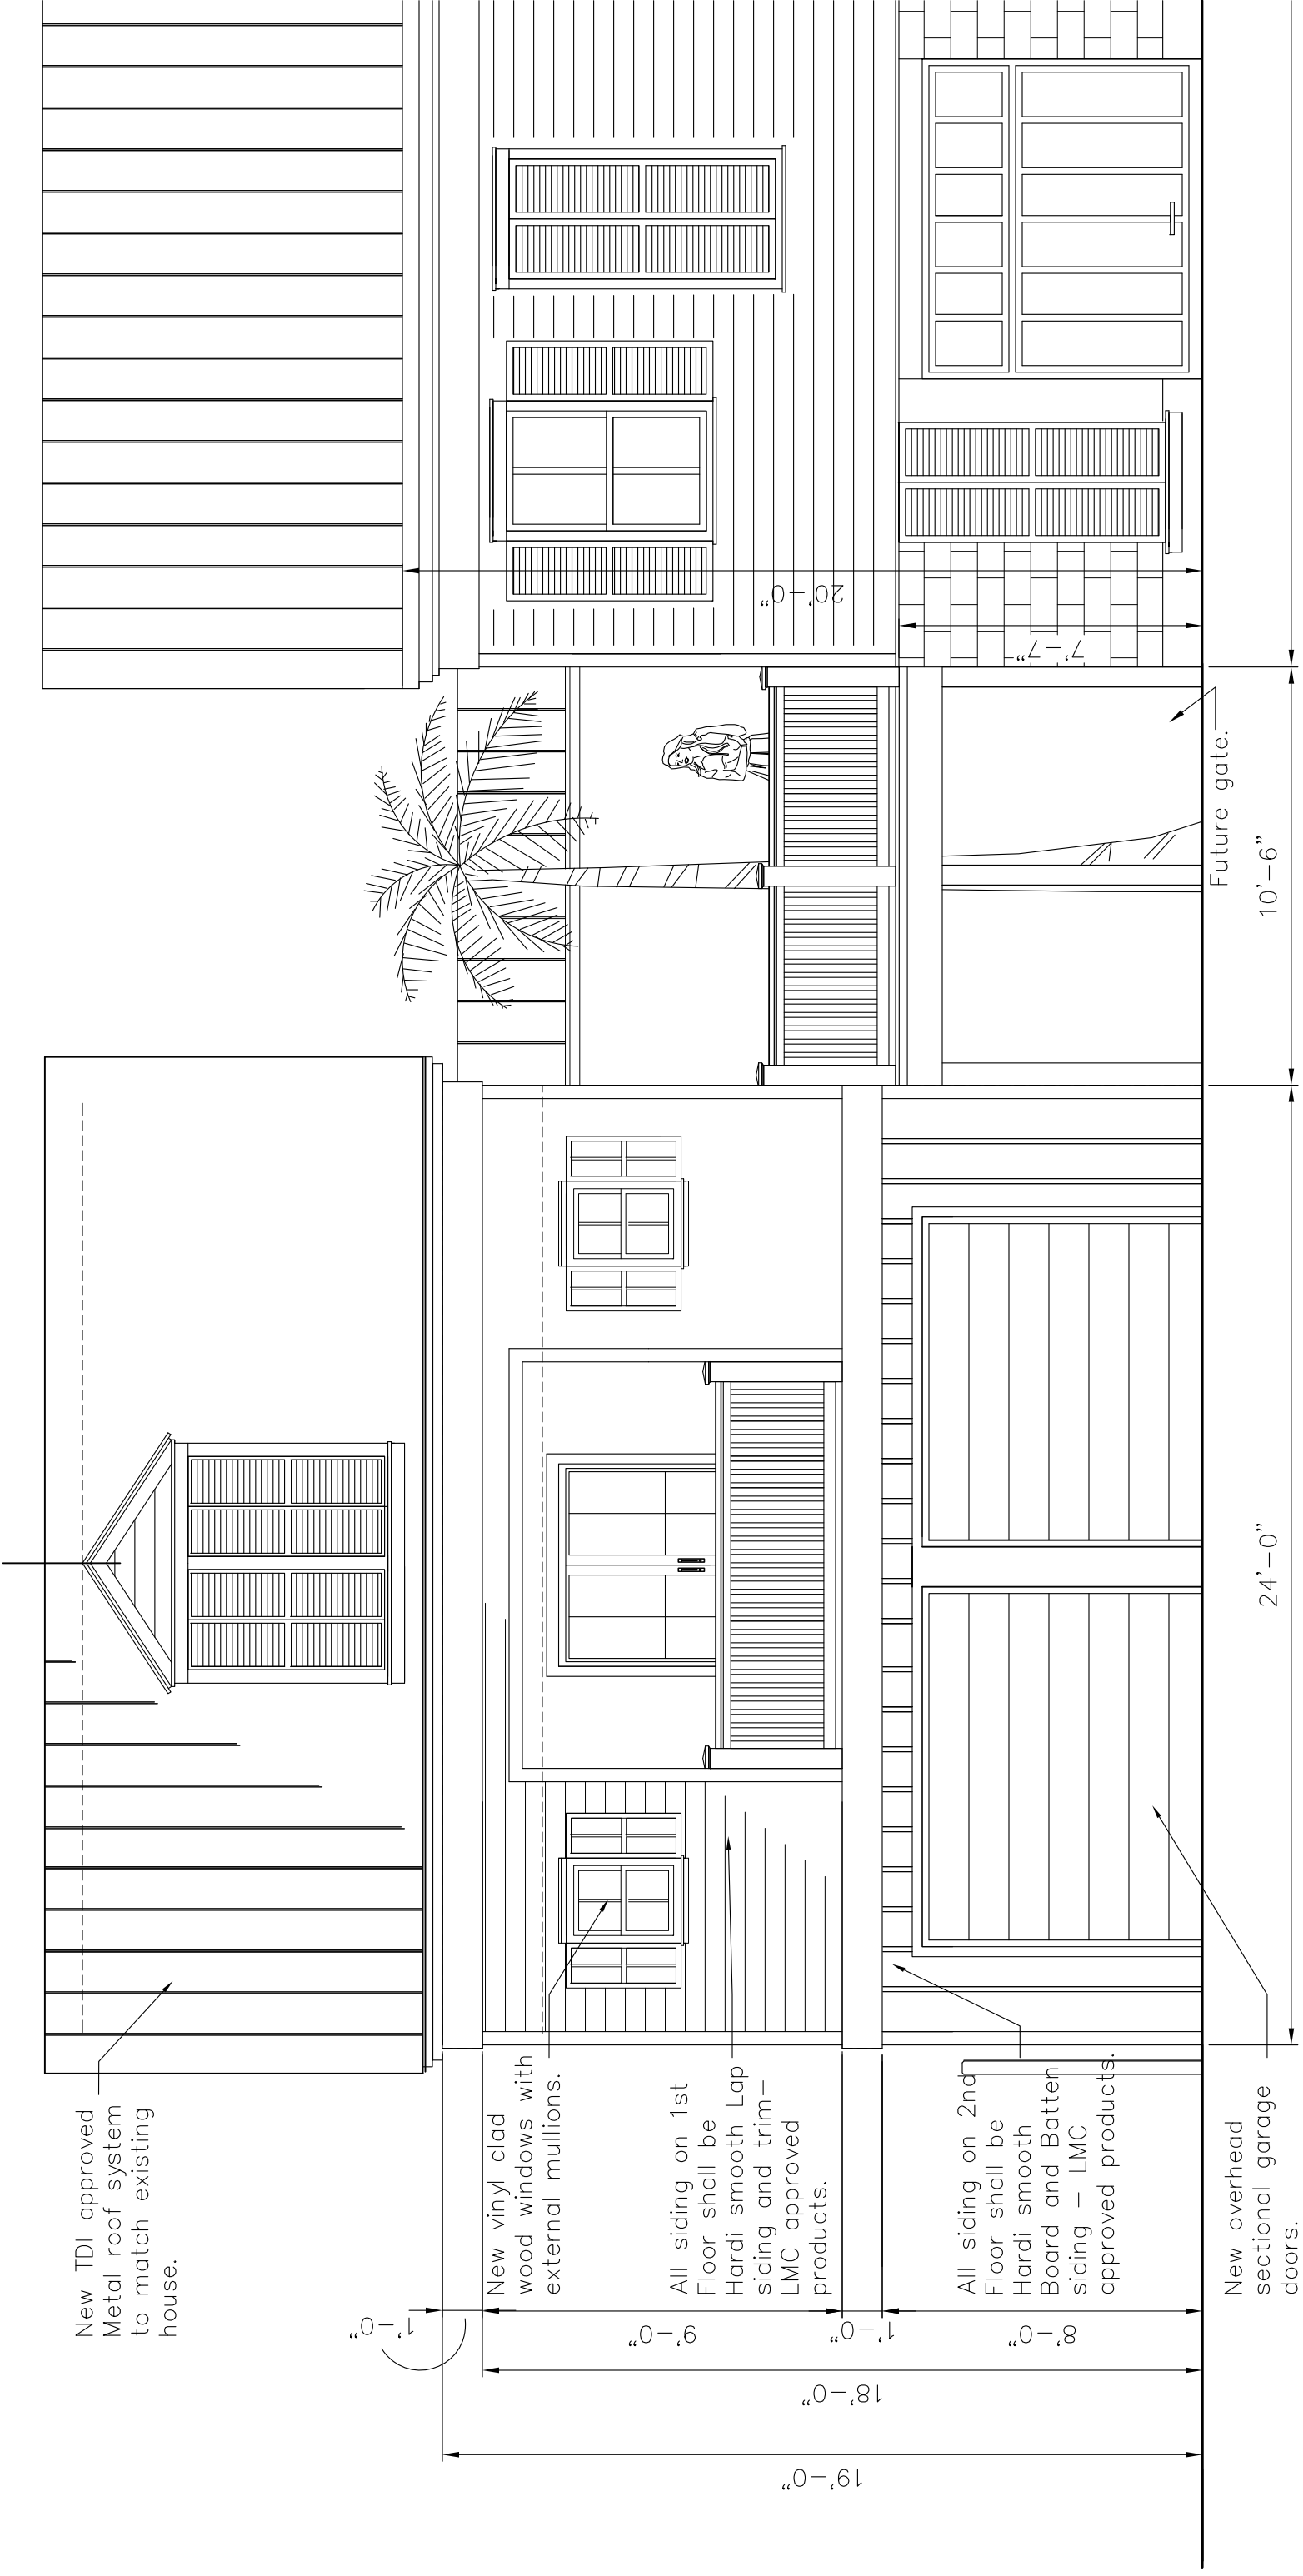 New TDI approved
Metal roof system
to match existing
house.
New vinyl clad
wood windows with
external mullions.
All siding on 1st
Floor shall be
Hardi smooth Lap
siding and trim–
LMC approved
products.
All siding on 2nd
Floor shall be
Hardi smooth
Board and Batten
siding – LMC
approved products.
New overhead
sectional garage
doors.
1'-0"
9'-0"
1'-0"
8'-0"
18'-0"
19'-0"
24'-0"
10'-6"
Future gate.
20'-0"
7'-7"